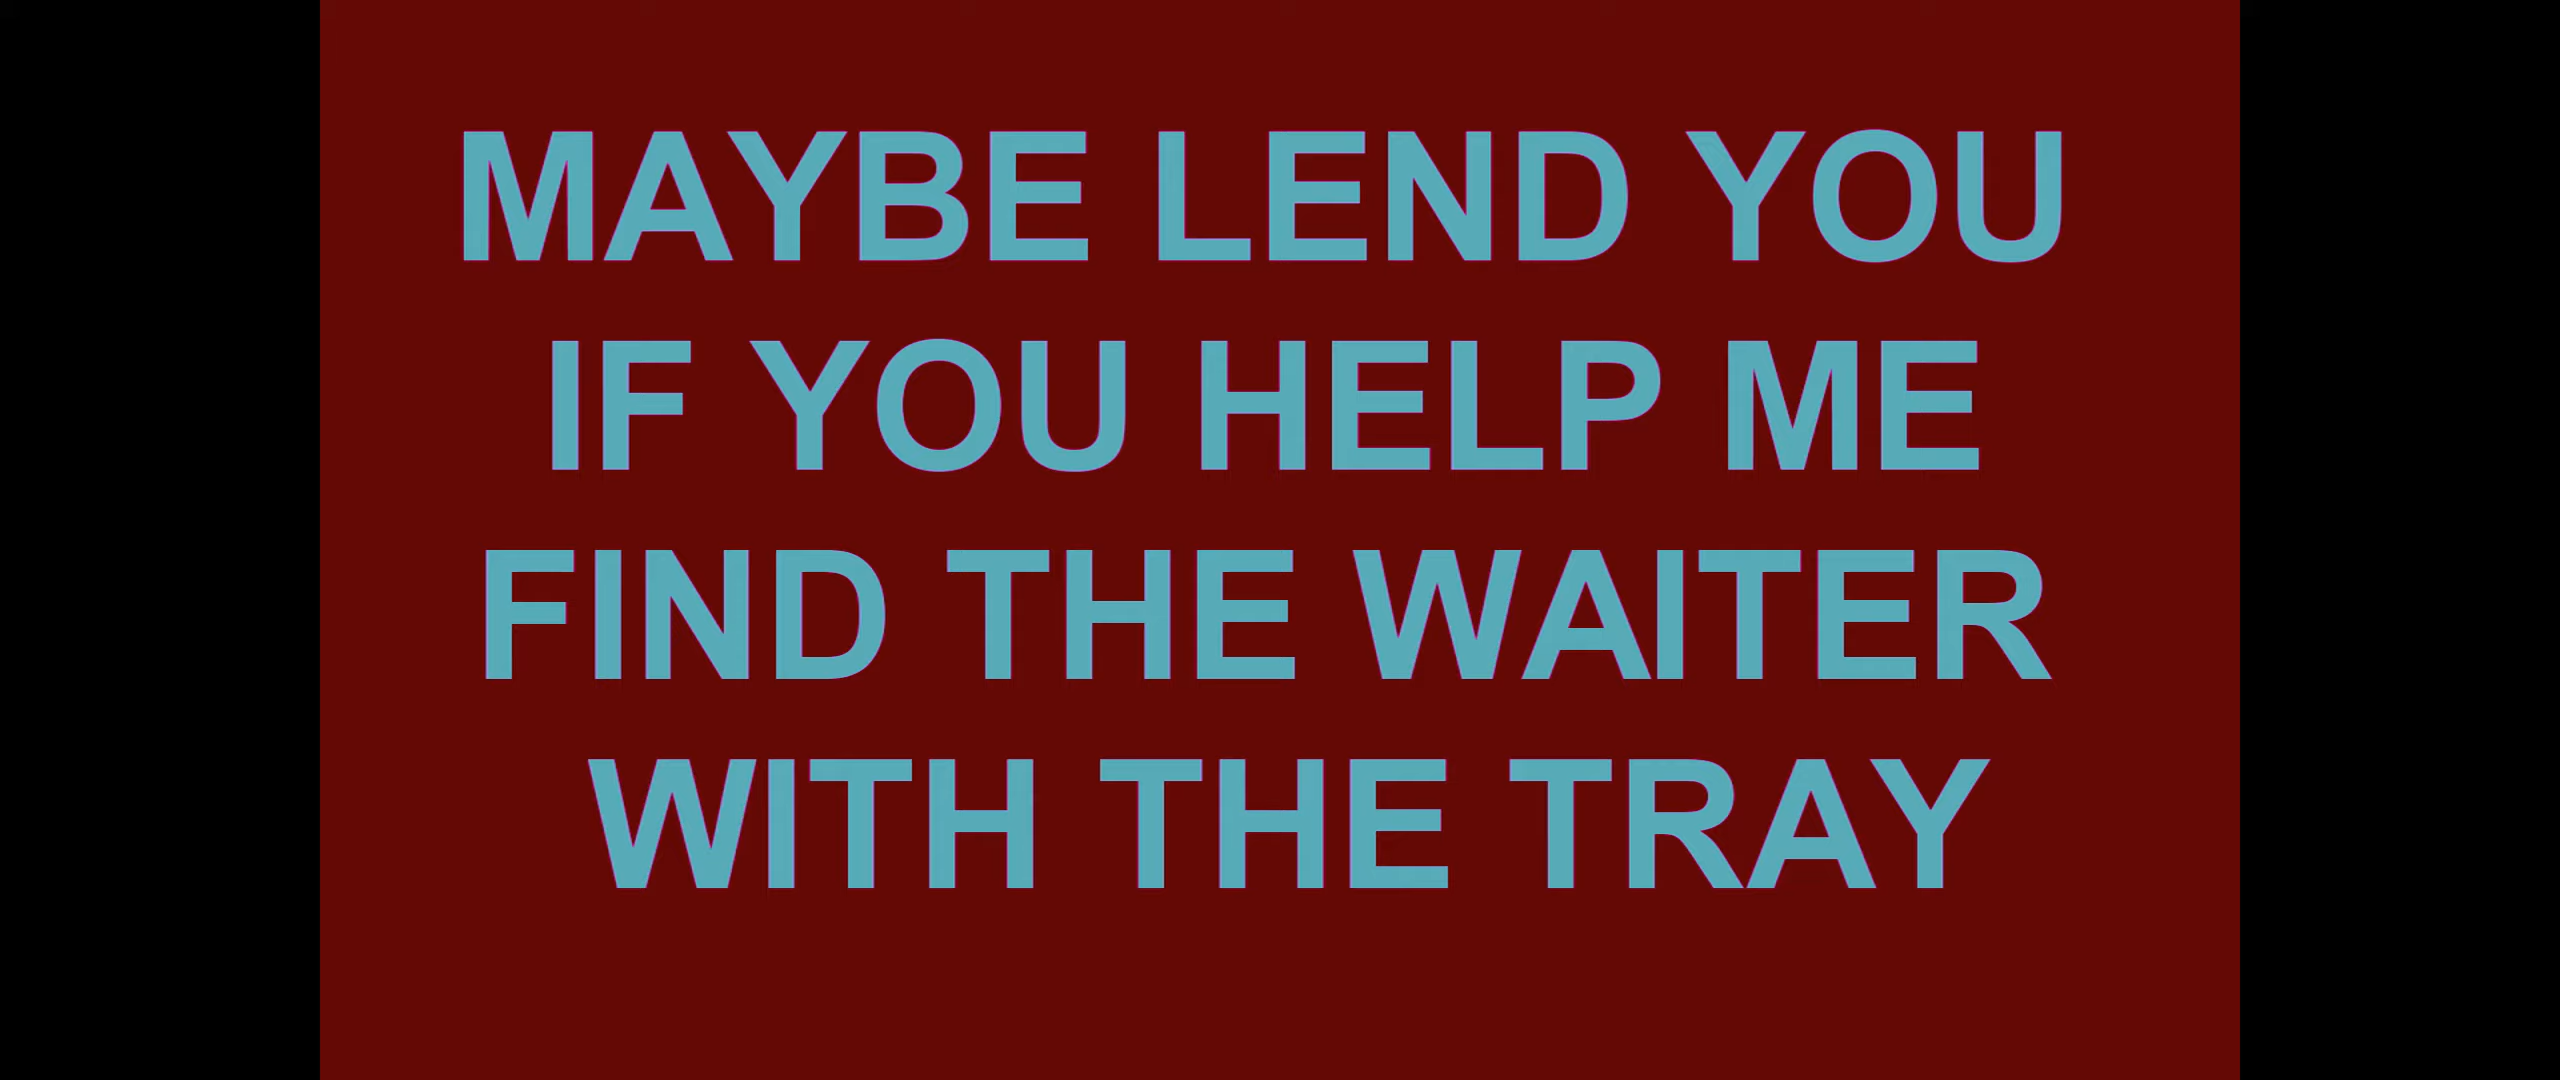 MAYBE LEND YOU
IF YOU HELP ME
FIND THE WAITER
WITH THE TRAY